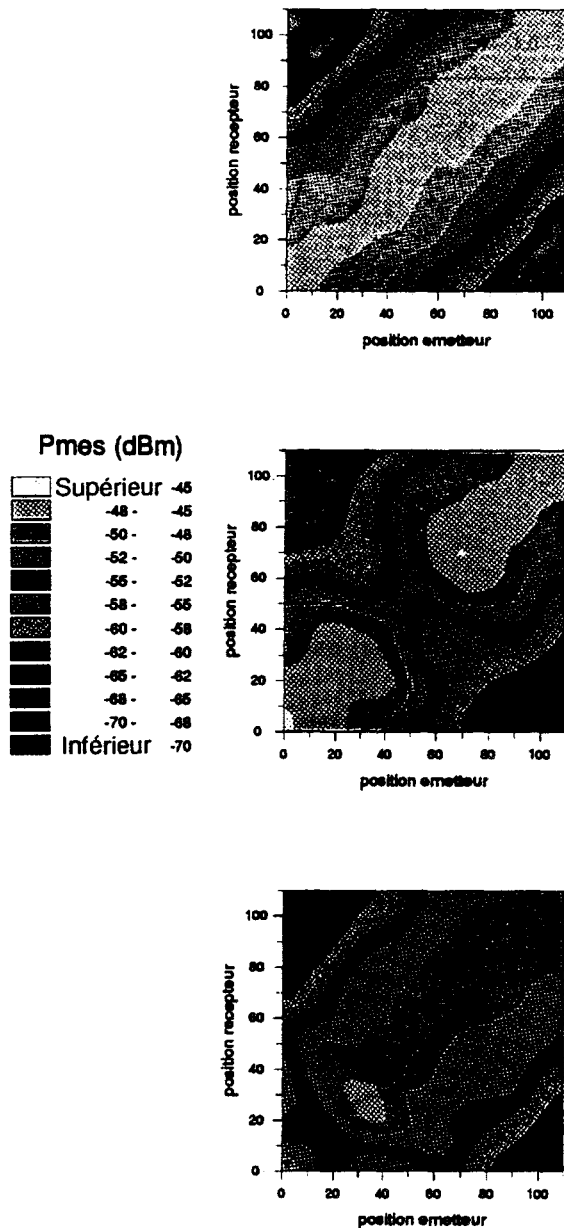 100
80
60
40
20
0
position recepteur
0 20 40 60 80 100
position emetteur
Pmes (dBm)
Supérieur -45
-48 - -45
-50 - -48
-52 - -50
-55 - -52
-58 - -55
-60 - -58
-62 - -60
-65 - -62
-68 - -65
-70 - -68
Inférieur -70
100
80
60
40
20
0
position recepteur
0 20 40 60 80 100
position emetteur
100
80
60
40
20
0
position recepteur
0 20 40 60 80 100
position emetteur